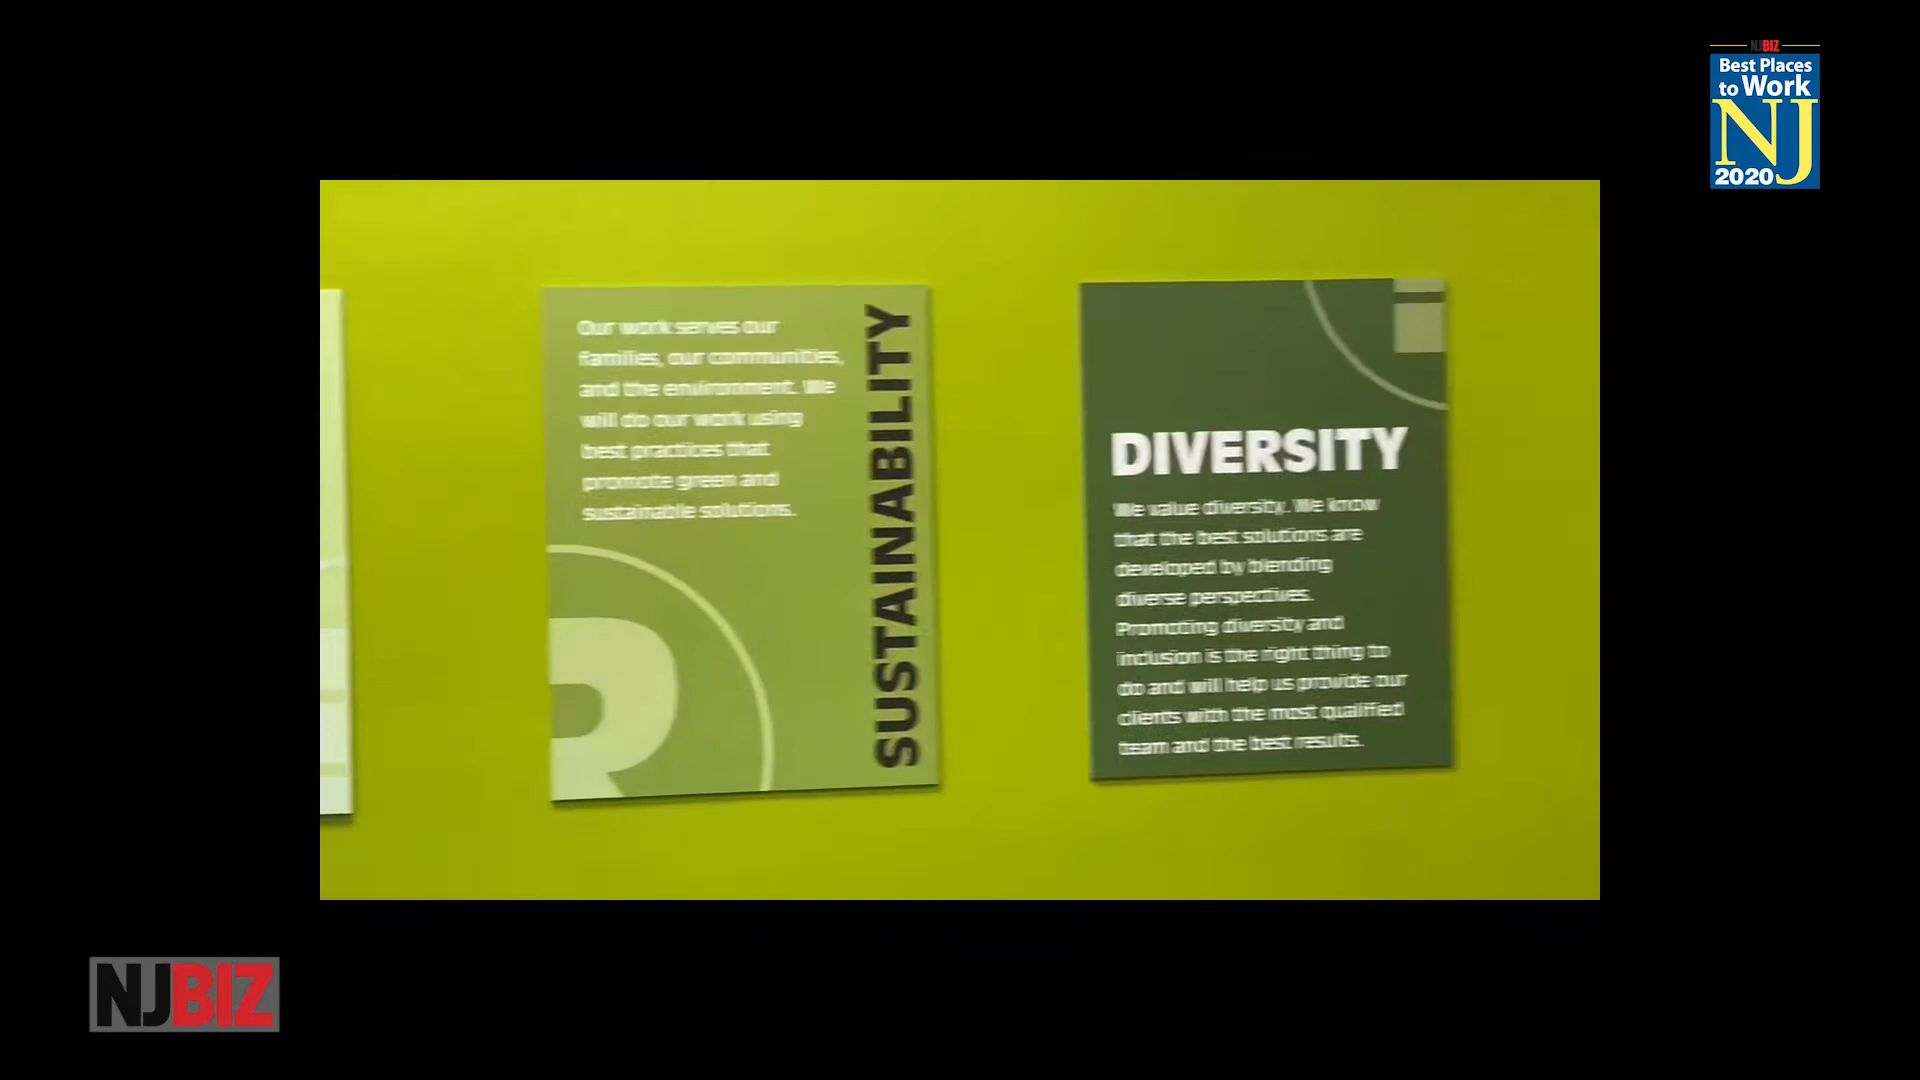 NJBIZ
Best Places
to Work
NJ
2020
Our work serves our
families, our communities,
and the environment. We
will do our work using
best practices that
promote green and
sustainable solutions.
SUSTAINABILITY
R
DIVERSITY
We value diversity. We know
that the best solutions are
developed by blending
diverse perspectives.
Promoting diversity and
inclusion is the right thing to
do and will help us provide our
clients with the most qualified
team and the best results.
NJBIZ